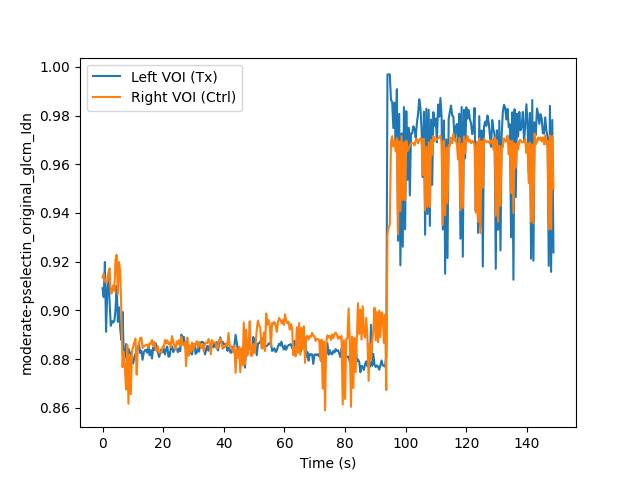 Left VOI (Tx)
Right VOI (Ctrl)
moderate-pselectin_original_glcm_idn
1.00
0.98
0.96
0.94
0.92
0.90
0.88
0.86
0 20 40 60 80 100 120 140
Time (s)